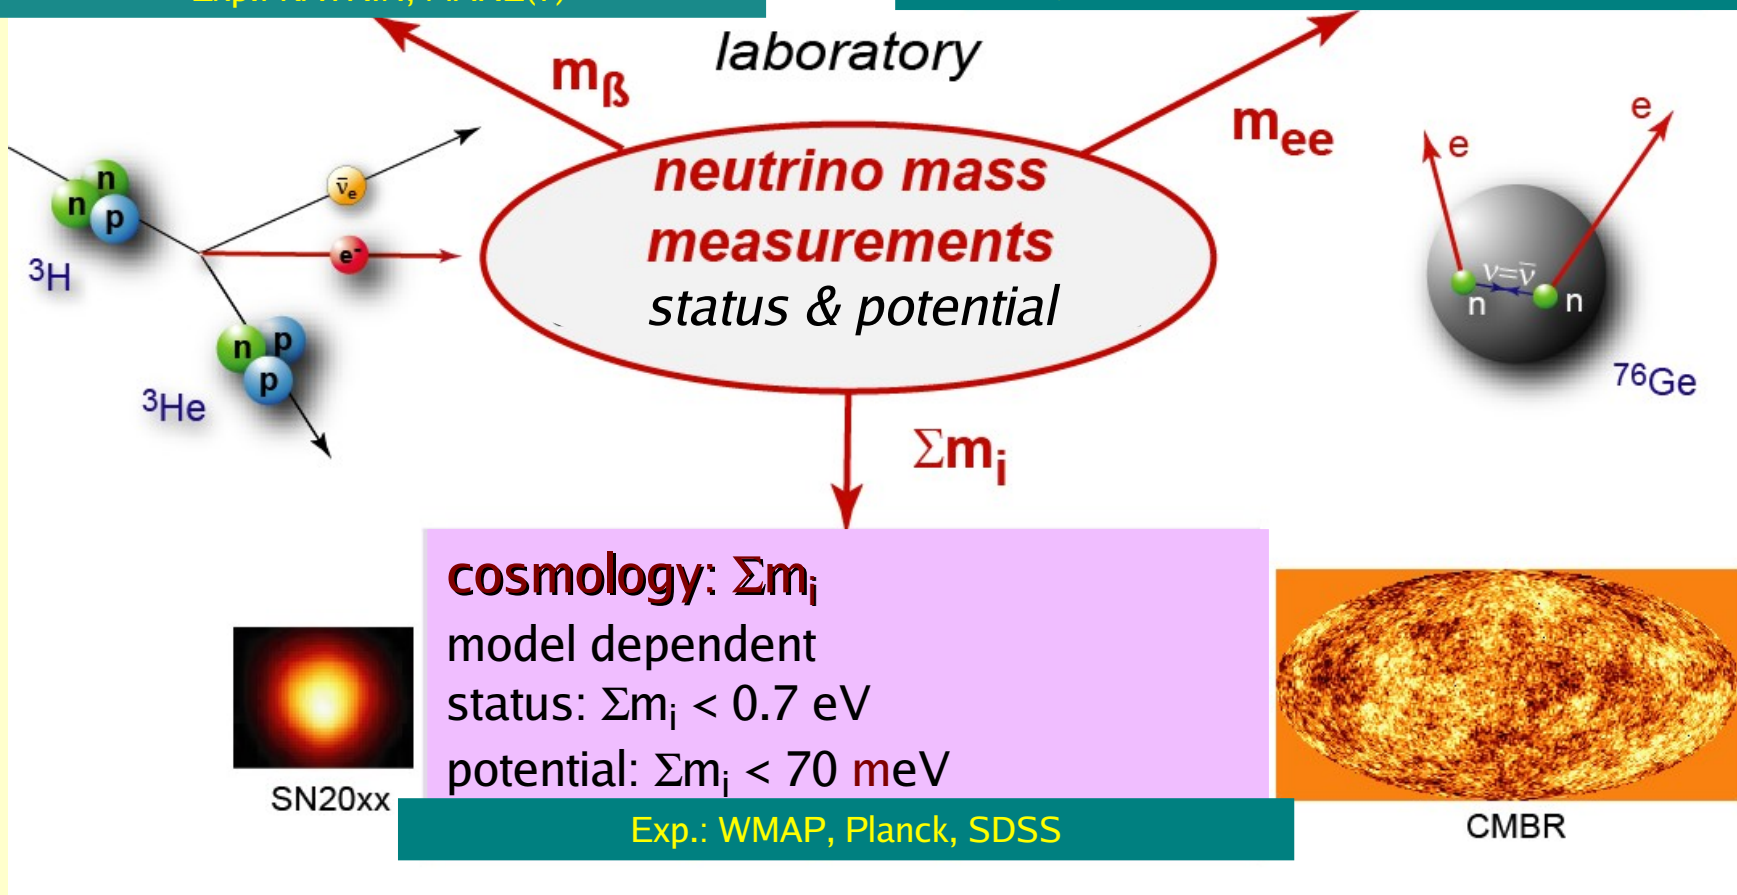 laboratory
mß
mee
neutrino mass
measurements
status & potential
n
n
p
ν̄e
e-
3H
n
p
p
3He
e
e
ν=ν̄
n
n
76Ge
Σmi
cosmology: Σmi
model dependent
status: Σmi < 0.7 eV
potential: Σmi < 70 meV
Exp.: WMAP, Planck, SDSS
SN20xx
CMBR